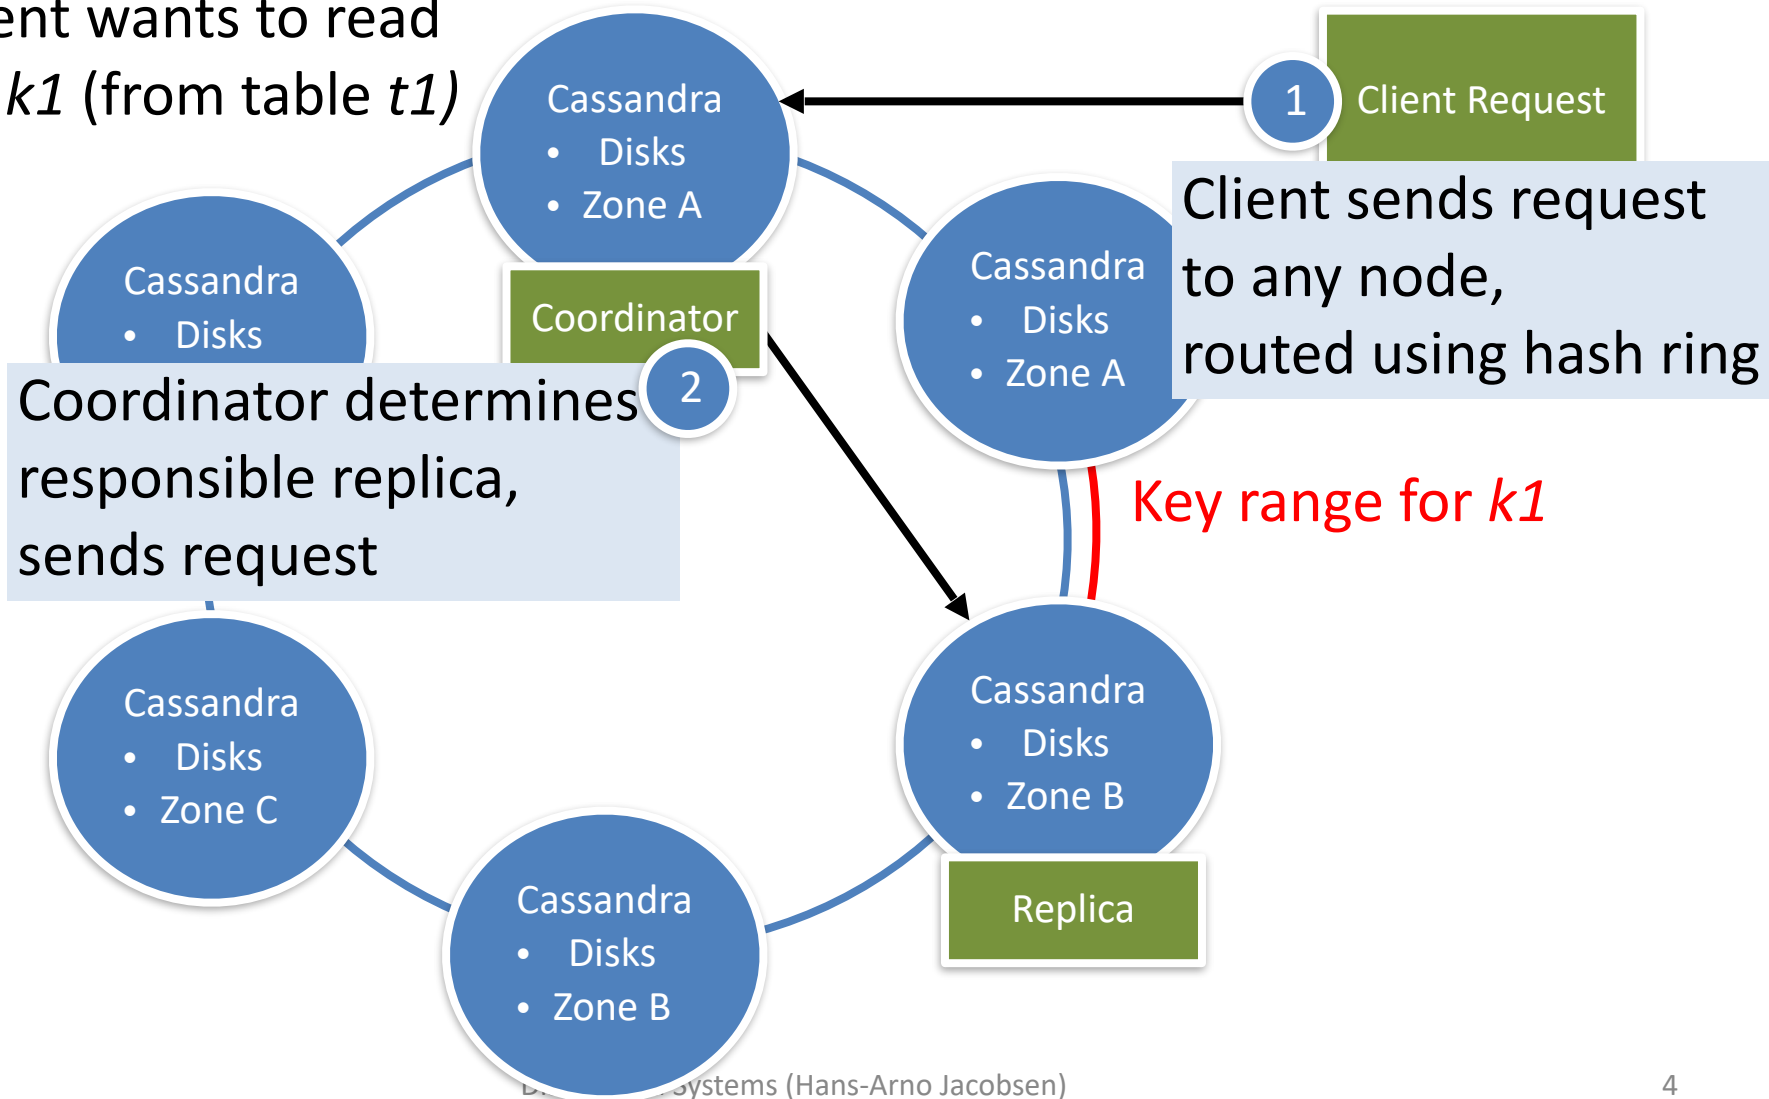 wants to read
k1 (from table t1)
Cassandra
• Disks
• Zone A
1
Client Request
Client sends request
to any node,
routed using hash ring
Cassandra
• Disks
Coordinator
2
Cassandra
• Disks
• Zone A
Coordinator determines
responsible replica,
sends request
Key range for k1
Cassandra
• Disks
• Zone C
Cassandra
• Disks
• Zone B
Replica
Cassandra
• Disks
• Zone B
(Hans-Arno Jacobsen)
4